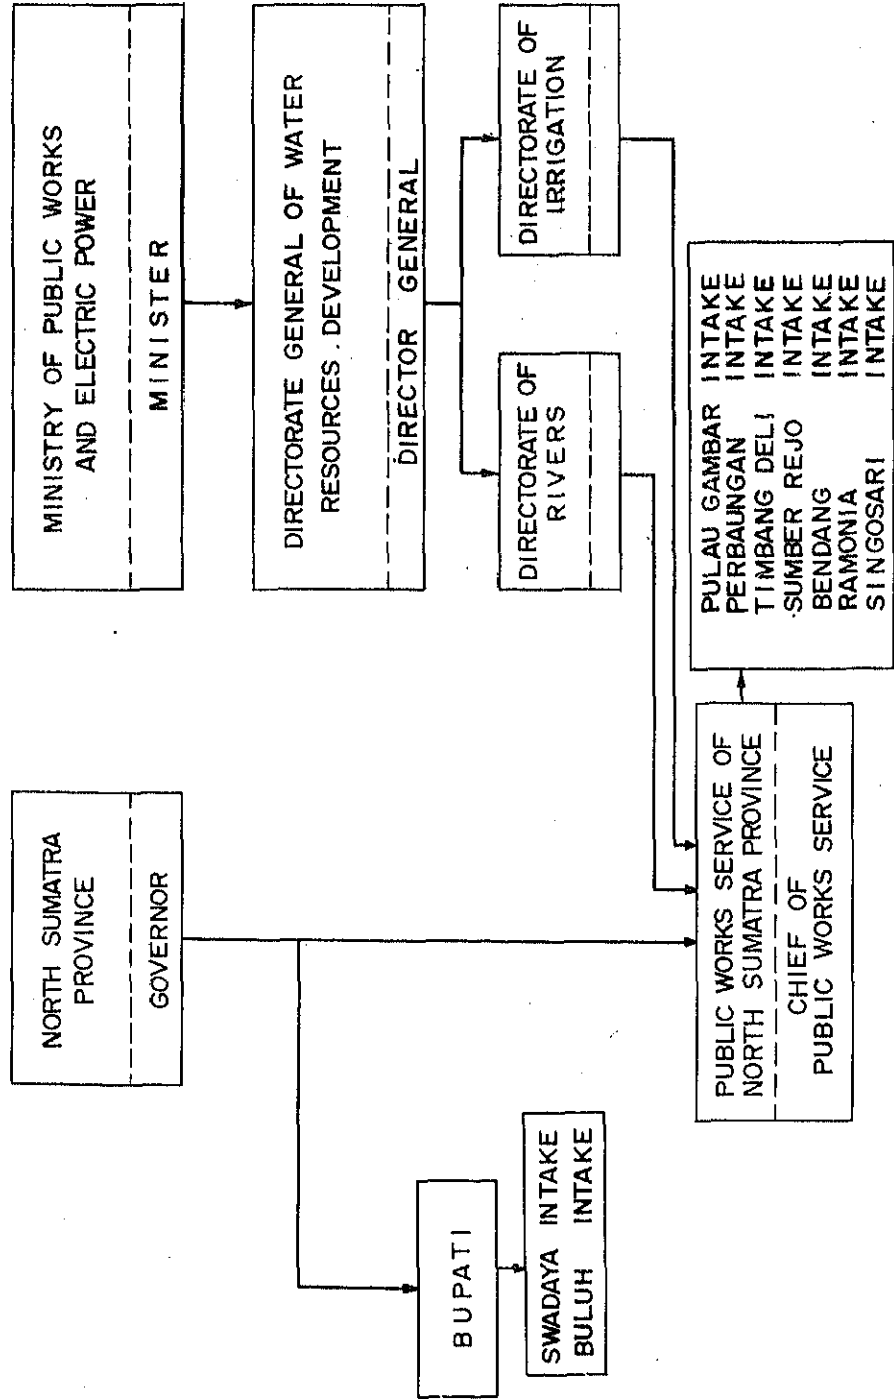 MINISTRY OF PUBLIC WORKS
AND ELECTRIC POWER
MINISTER
DIRECTORATE GENERAL OF WATER
RESOURCES . DEVELOPMENT
DIRECTOR GENERAL
DIRECTORATE OF
RIVERS
DIRECTORATE OF
IRRIGATION
NORTH SUMATRA
PROVINCE
GOVERNOR
PUBLIC WORKS SERVICE OF
NORTH SUMATRA PROVINCE
CHIEF OF
PUBLIC WORKS SERVICE
PULAU GAMBAR INTAKE
PERBAUNGAN INTAKE
TIMBANG DELI INTAKE
SUMBER REJO INTAKE
BENDANG INTAKE
RAMONIA INTAKE
SINGOSARI INTAKE
BUPATI
SWADAYA INTAKE
BULUH INTAKE